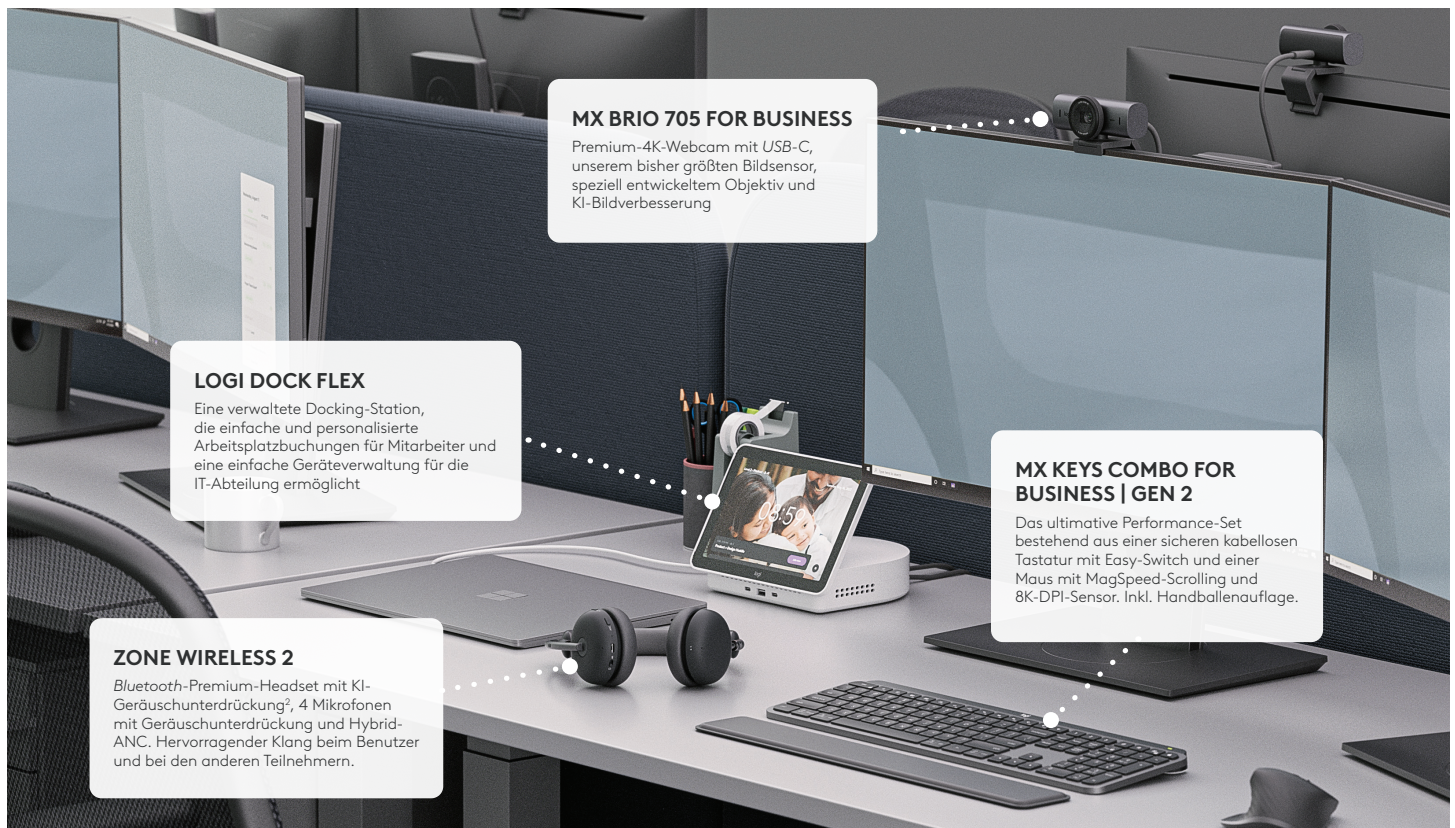 MX BRIO 705 FOR BUSINESS
Premium-4K-Webcam mit USB-C,
unserem bisher größten Bildsensor,
speziell entwickeltem Objektiv und
KI-Bildverbesserung
LOGI DOCK FLEX
Eine verwaltete Docking-Station,
die einfache und personalisierte
Arbeitsplatzbuchungen für Mitarbeiter und
eine einfache Geräteverwaltung für die
IT-Abteilung ermöglicht
08:59
MX KEYS COMBO FOR
BUSINESS | GEN 2
Das ultimative Performance-Set
bestehend aus einer sicheren kabellosen
Tastatur mit Easy-Switch und einer
Maus mit MagSpeed-Scrolling und
8K-DPI-Sensor. Inkl. Handballenauflage.
ZONE WIRELESS 2
Bluetooth-Premium-Headset mit KI-
Geräuschunterdrückung², 4 Mikrofonen
mit Geräuschunterdrückung und Hybrid-
ANC. Hervorragender Klang beim Benutzer
und bei den anderen Teilnehmern.